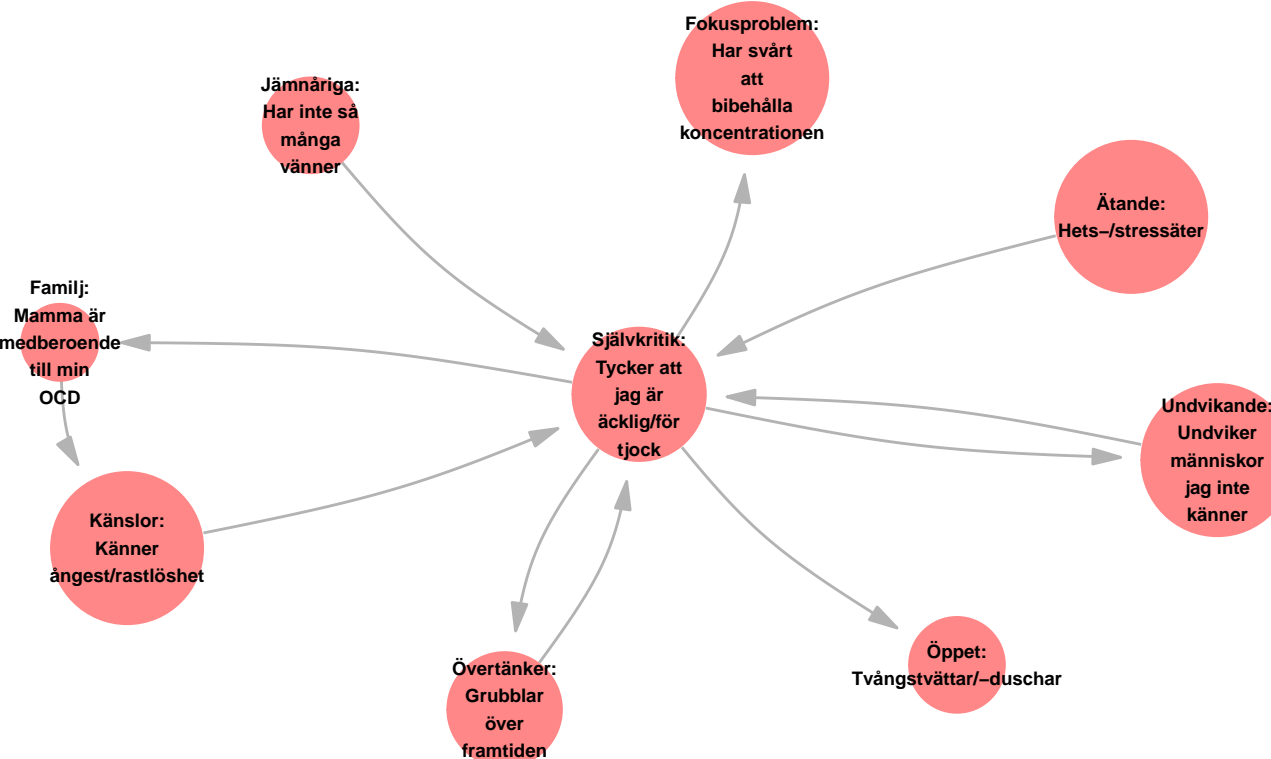 Fokusproblem:
Har svårt
att
bibehålla
koncentrationen
Jämnåriga:
Har inte så
många
vänner
Ätande:
Hets–/stressäter
Familj:
Mamma är
medberoende
till min
OCD
Självkritik:
Tycker att
jag är
äcklig/för
tjock
Undvikande:
Undviker
människor
jag inte
känner
Känslor:
Känner
ångest/rastlöshet
Övertänker:
Grubblar
över
framtiden
Öppet:
Tvångstvättar/–duschar